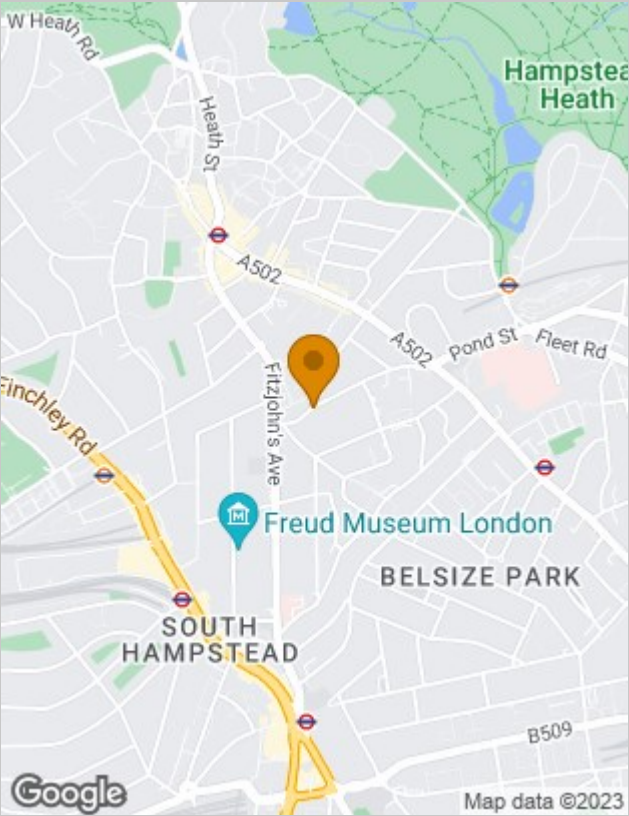 W Heath Rd
Hampstea
Heath
Heath St
A502
A502
Pond St
Fleet Rd
Finchley Rd
Fitzjohn's Ave
Freud Museum London
BELSIZE PARK
SOUTH
HAMPSTEAD
B509
Google
Map data ©2023